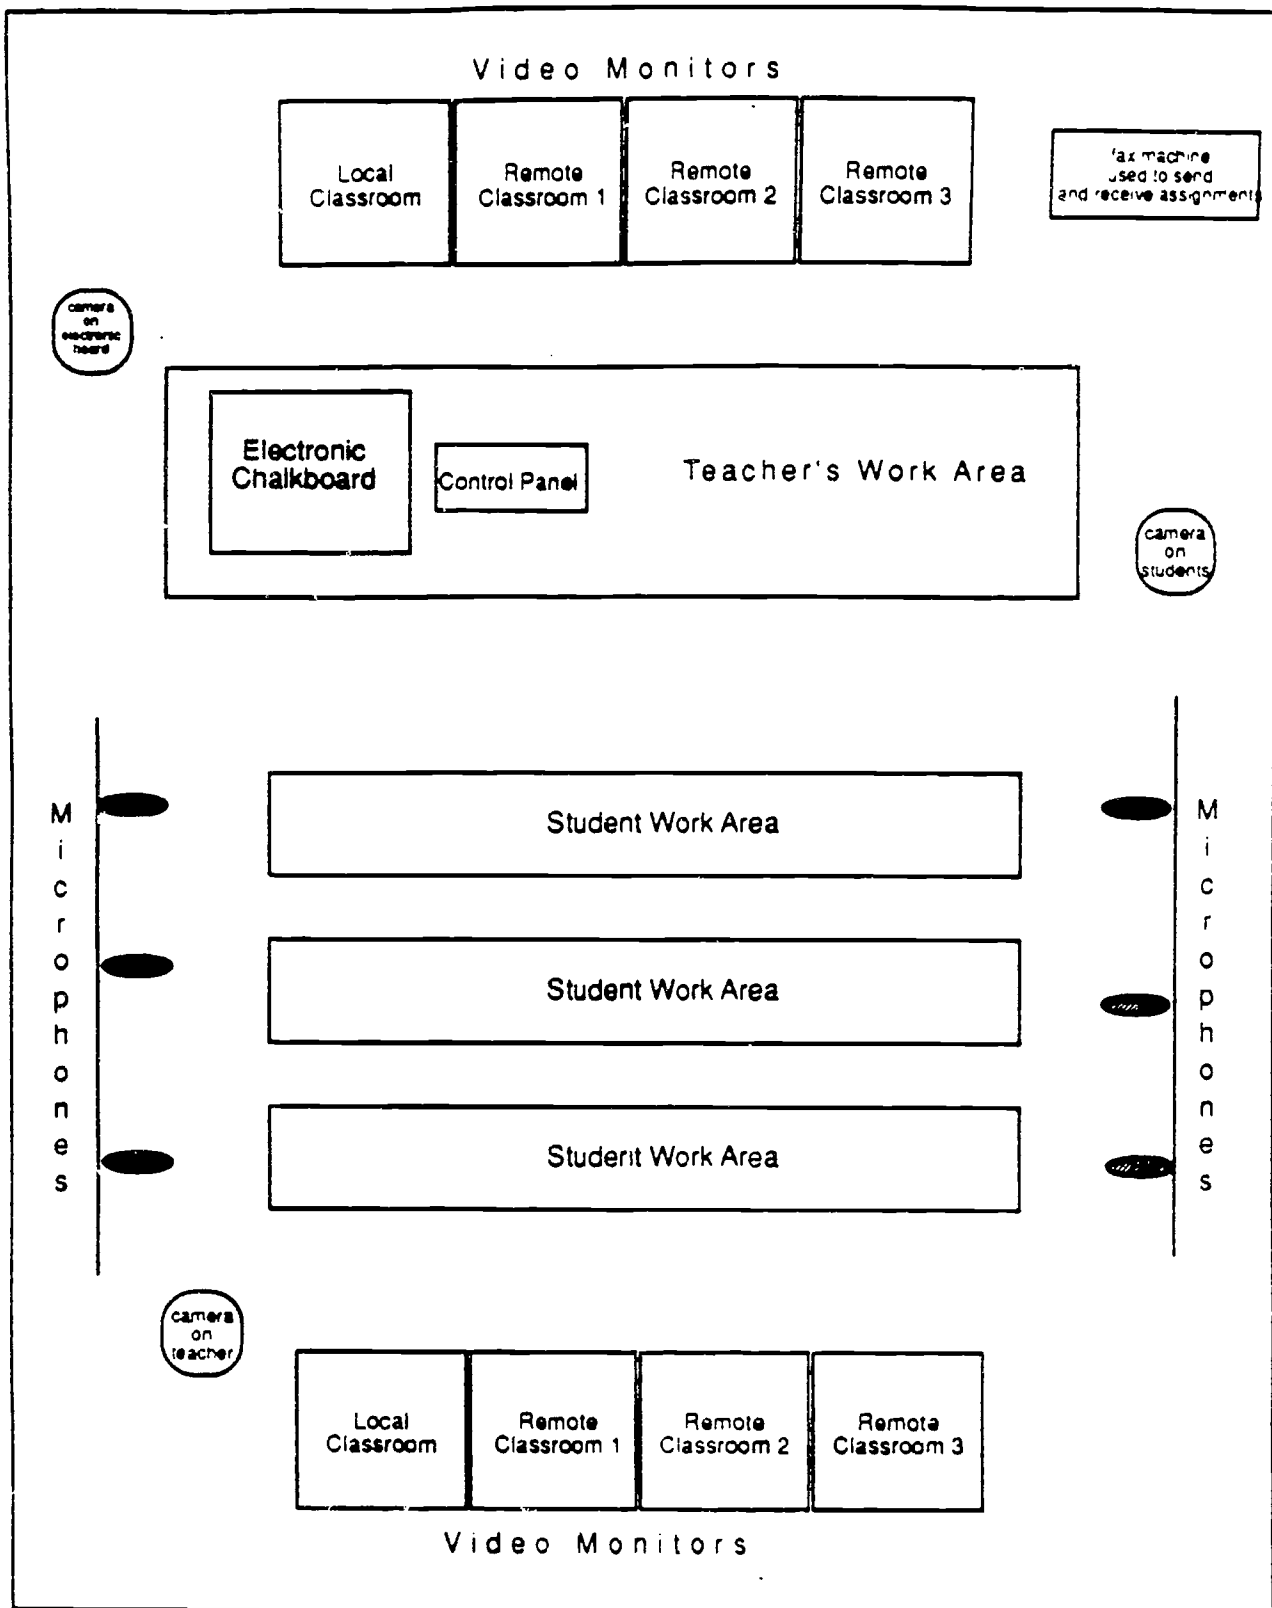 Video Monitors
Local
Classroom
Remote
Classroom 1
Remote
Classroom 2
Remote
Classroom 3
fax machine
used to send
and receive assignments
camera
on
electronic
board
Electronic
Chalkboard
Control Panel
Teacher's Work Area
camera
on
students
Microphones
Student Work Area
Student Work Area
Student Work Area
Microphones
camera
on
teacher
Local
Classroom
Remote
Classroom 1
Remote
Classroom 2
Remote
Classroom 3
Video Monitors